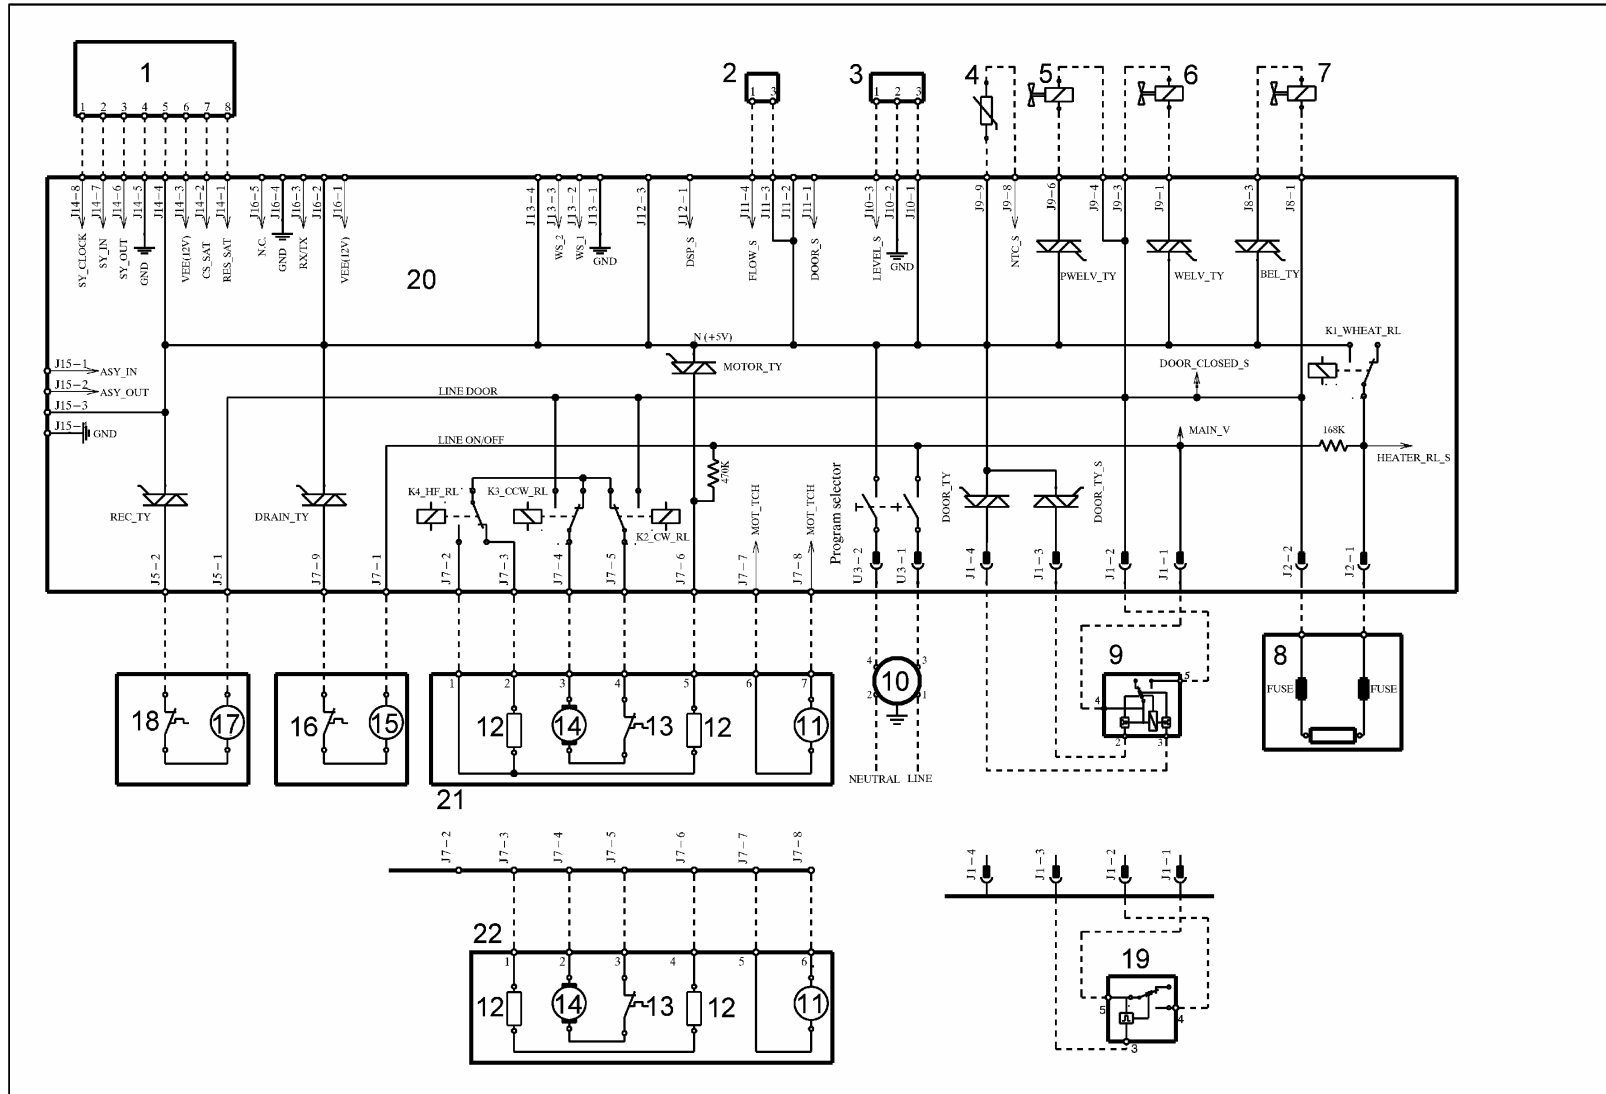 1
2
3
4
5
6
7
1 2 3 4 5 6 7 8
1 3
1 2 3
J14-8
J14-7
J14-6
J14-5
J14-4
J14-3
J14-2
J14-1
J16-5
J16-4
J16-3
J16-2
J16-1
J13-4
J13-3
J13-2
J13-1
J12-3
J12-1
J11-4
J11-3
J11-2
J11-1
J10-3
J10-2
J10-1
J9-9
J9-8
J9-6
J9-4
J9-3
J9-1
J8-3
J8-1
SY_CLOCK
SY_IN
SY_OUT
GND
VEE(12V)
CS_SAT
RES_SAT
N.C.
GND
RX/TX
VEE(12V)
WS_2
WS_1
GND
DSP_S
FLOW_S
DOOR_S
LEVEL_S
GND
NTC_S
PWELV_TY
WELV_TY
BEL_TY
20
K1_WHEAT_RL
N (+5V)
MOTOR_TY
DOOR_CLOSED_S
J15-1
ASY_IN
J15-2
ASY_OUT
J15-3
GND
LINE DOOR
LINE ON/OFF
MAIN_V
168K
HEATER_RL_S
470K
K4_HF_RL
K3_CCW_RL
K2_CW_RL
REC_TY
DRAIN_TY
MOT_TCH
MOT_TCH
Program selector
DOOR_TY
DOOR_TY_S
J5-2
J5-1
J7-9
J7-1
J7-2
J7-3
J7-4
J7-5
J7-6
J7-7
J7-8
U3-2
U3-1
J1-4
J1-3
J1-2
J1-1
J2-2
J2-1
18
17
16
15
1 2 3 4 5 6 7
12
14
13
12
11
21
4 3
10
2 1
NEUTRAL LINE
9
5
4
2 3
8
FUSE FUSE
J7-2
J7-3
J7-4
J7-5
J7-6
J7-7
J7-8
22
1 2 3 4 5 6
12
14
13
12
11
J1-4
J1-3
J1-2
J1-1
19
5
4
3